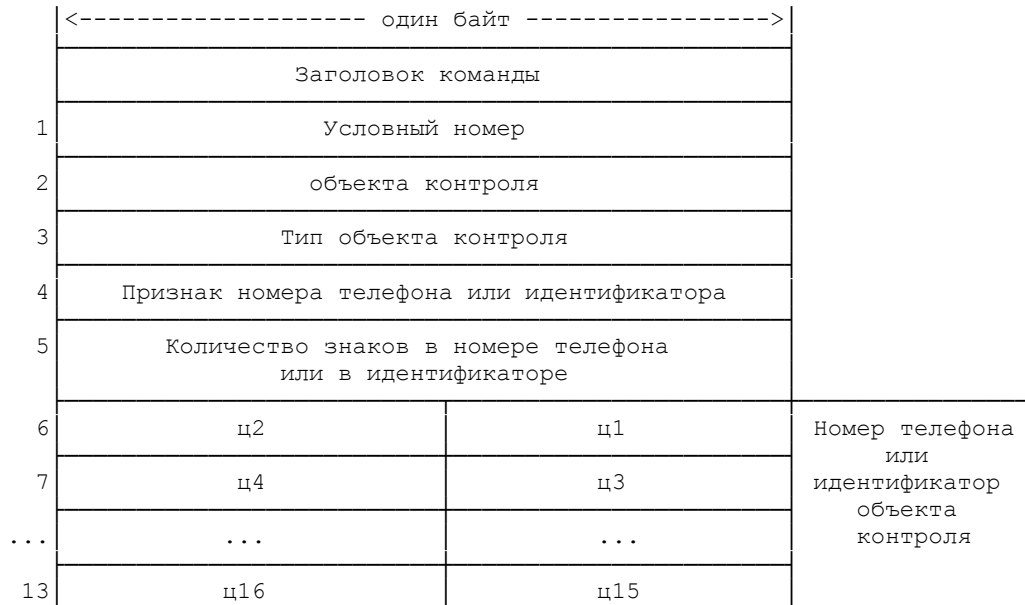 <------------------- один байт ----------------->
Заголовок команды
1 Условный номер
2 объекта контроля
3 Тип объекта контроля
4 Признак номера телефона или идентификатора
5 Количество знаков в номере телефона
или в идентификаторе
6 ц2 ц1 Номер телефона
или
7 ц4 ц3 идентификатор
объекта
... ... ... контроля
13 ц16 ц15